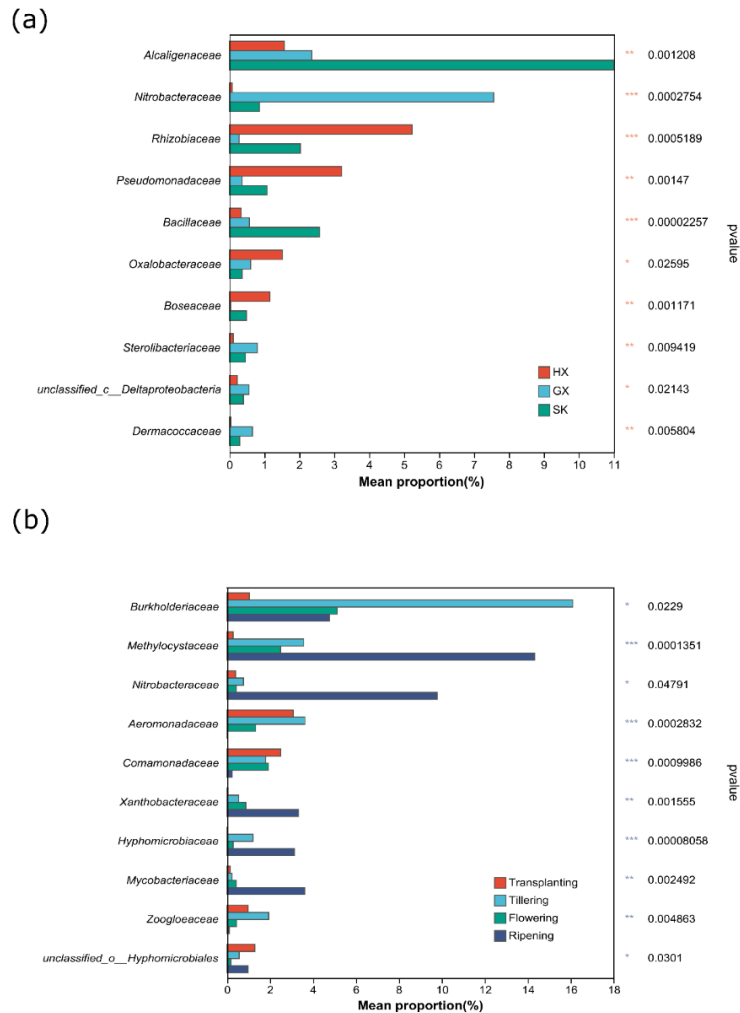 (a)
Alcaligenaceae ** 0.001208
Nitrobacteraceae *** 0.0002754
Rhizobiaceae *** 0.0005189
Pseudomonadaceae ** 0.00147
Bacillaceae *** 0.00002257
Oxalobacteraceae * 0.02595
Boseaceae ** 0.001171
Sterolibacteriaceae ** 0.009419
unclassified_c__Deltaproteobacteria * 0.02143
Dermacoccaceae ** 0.005804
pvalue
HX
GX
SK
0 1 2 3 4 5 6 7 8 9 10 11
Mean proportion(%)
(b)
Burkholderiaceae * 0.0229
Methylocystaceae *** 0.0001351
Nitrobacteraceae * 0.04791
Aeromonadaceae *** 0.0002832
Comamonadaceae *** 0.0009986
Xanthobacteraceae ** 0.001555
Hyphomicrobiaceae *** 0.00008058
Mycobacteriaceae ** 0.002492
Zoogloeaceae ** 0.004863
unclassified_o__Hyphomicrobiales * 0.0301
pvalue
Transplanting
Tillering
Flowering
Ripening
0 2 4 6 8 10 12 14 16 18
Mean proportion(%)